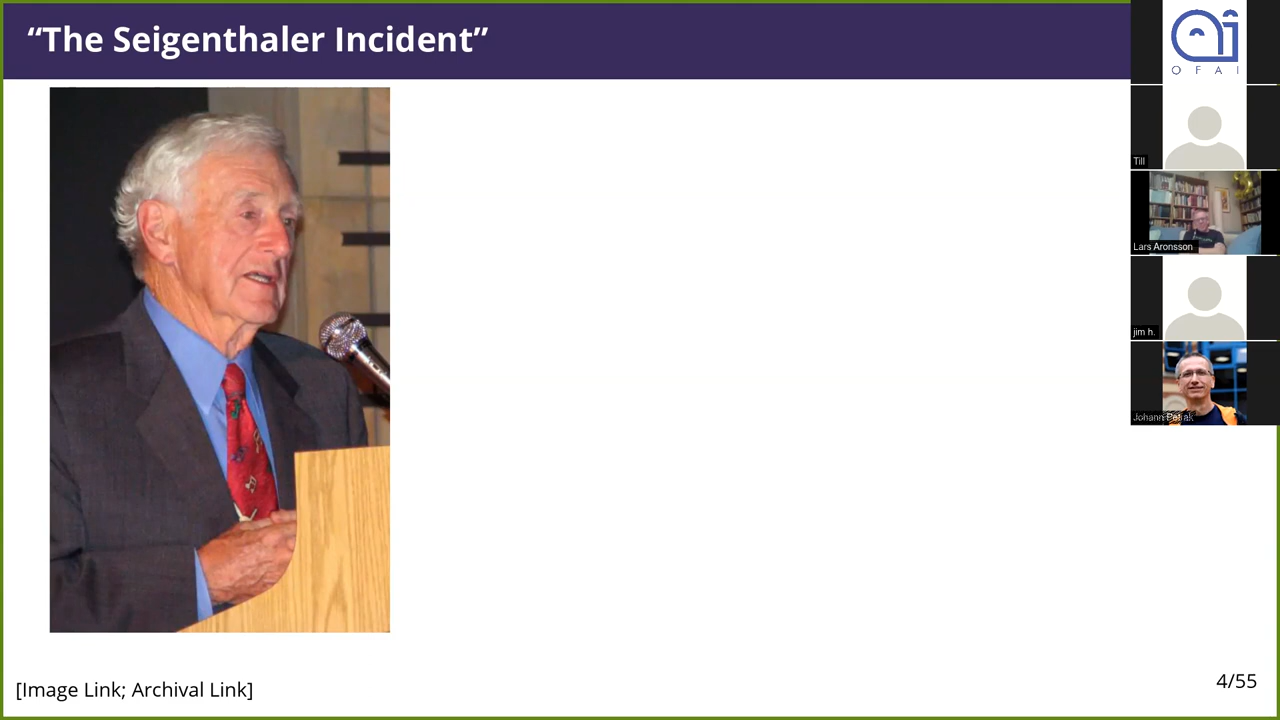 “The Seigenthaler Incident”
OFAI
Till
Lars Aronsson
jim h.
Johann Petrak
[Image Link; Archival Link]
4/55